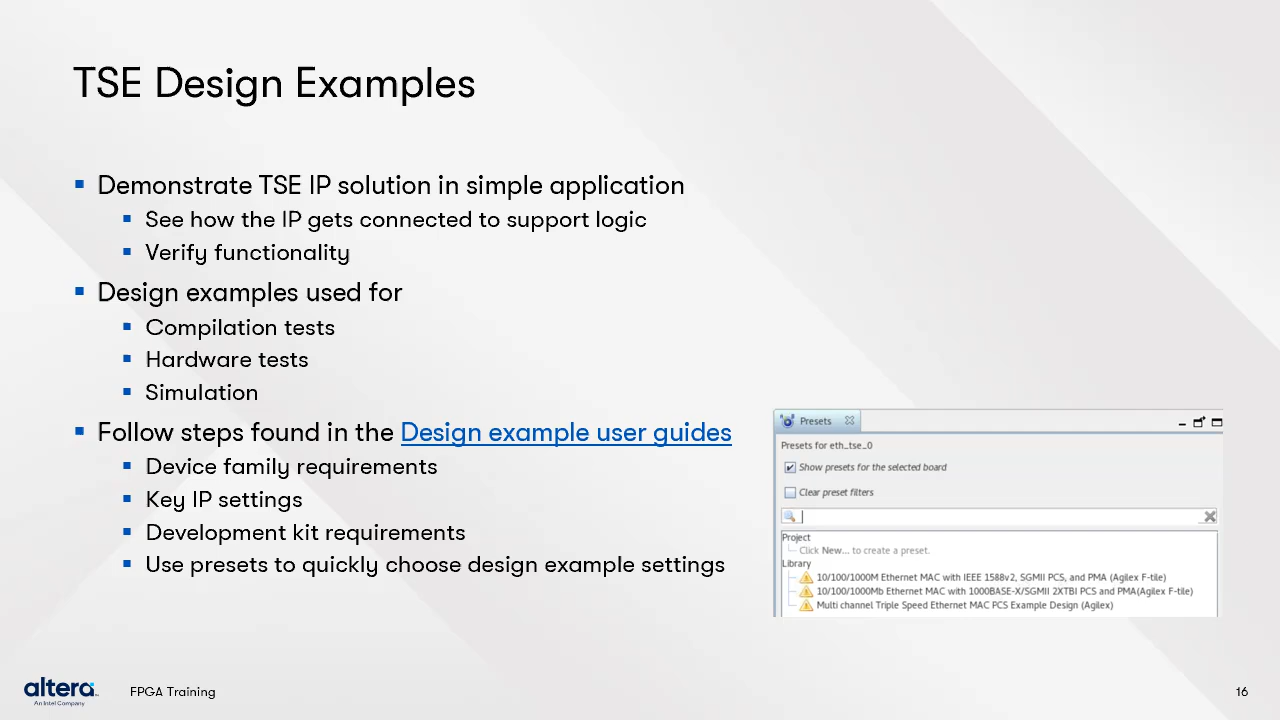 TSE Design Examples
Demonstrate TSE IP solution in simple application
See how the IP gets connected to support logic
Verify functionality
Design examples used for
Compilation tests
Hardware tests
Simulation
Follow steps found in the Design example user guides
Device family requirements
Key IP settings
Development kit requirements
Use presets to quickly choose design example settings
Presets
Presets for eth_tse_0
Show presets for the selected board
Clear preset filters
Project
Click New... to create a preset.
Library
10/100/1000M Ethernet MAC with IEEE 1588v2, SGMII PCS, and PMA (Agilex F-tile)
10/100/1000Mb Ethernet MAC with 1000BASE-X/SGMII 2XTBI PCS and PMA(Agilex F-tile)
Multi channel Triple Speed Ethernet MAC PCS Example Design (Agilex)
altera
An Intel Company
FPGA Training
16